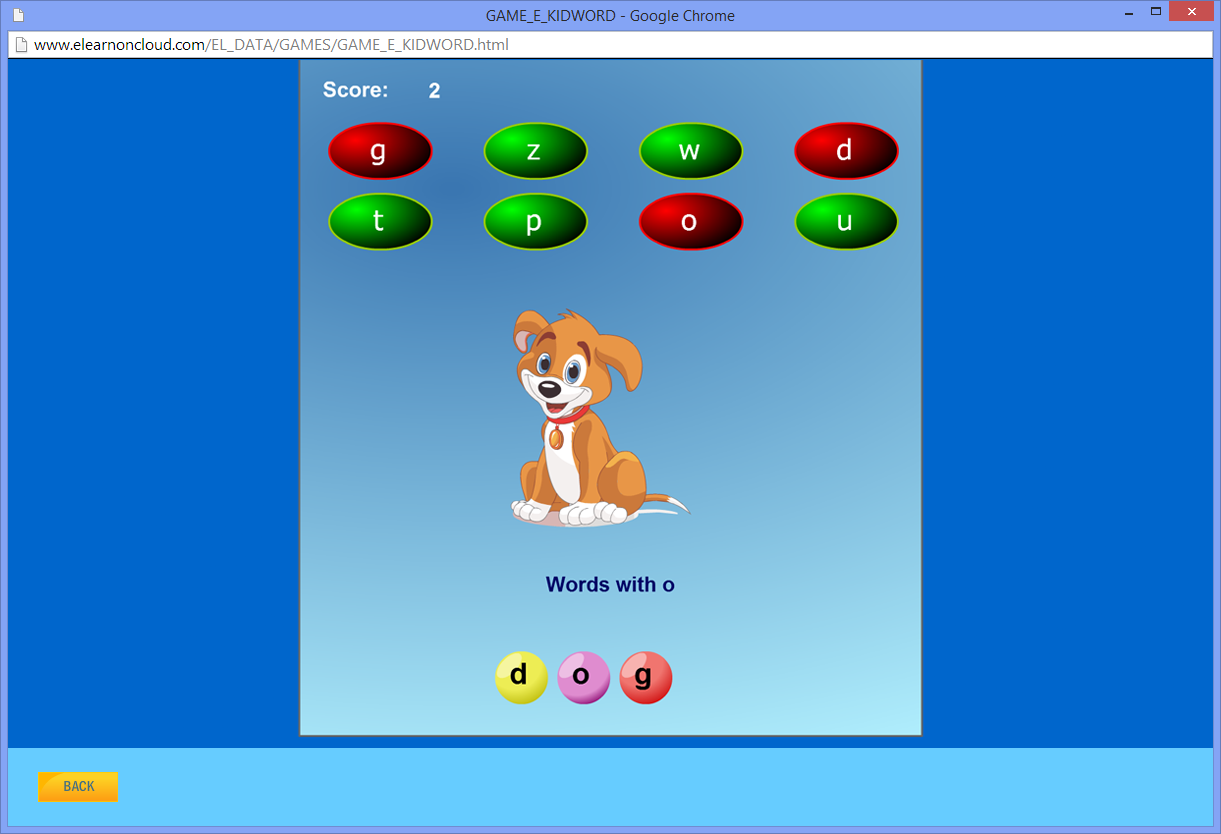 GAME_E_KIDWORD - Google Chrome
www.elearnoncloud.com/EL_DATA/GAMES/GAME_E_KIDWORD.html
Score: 2
g z w d
t p o u
Words with o
d o g
BACK